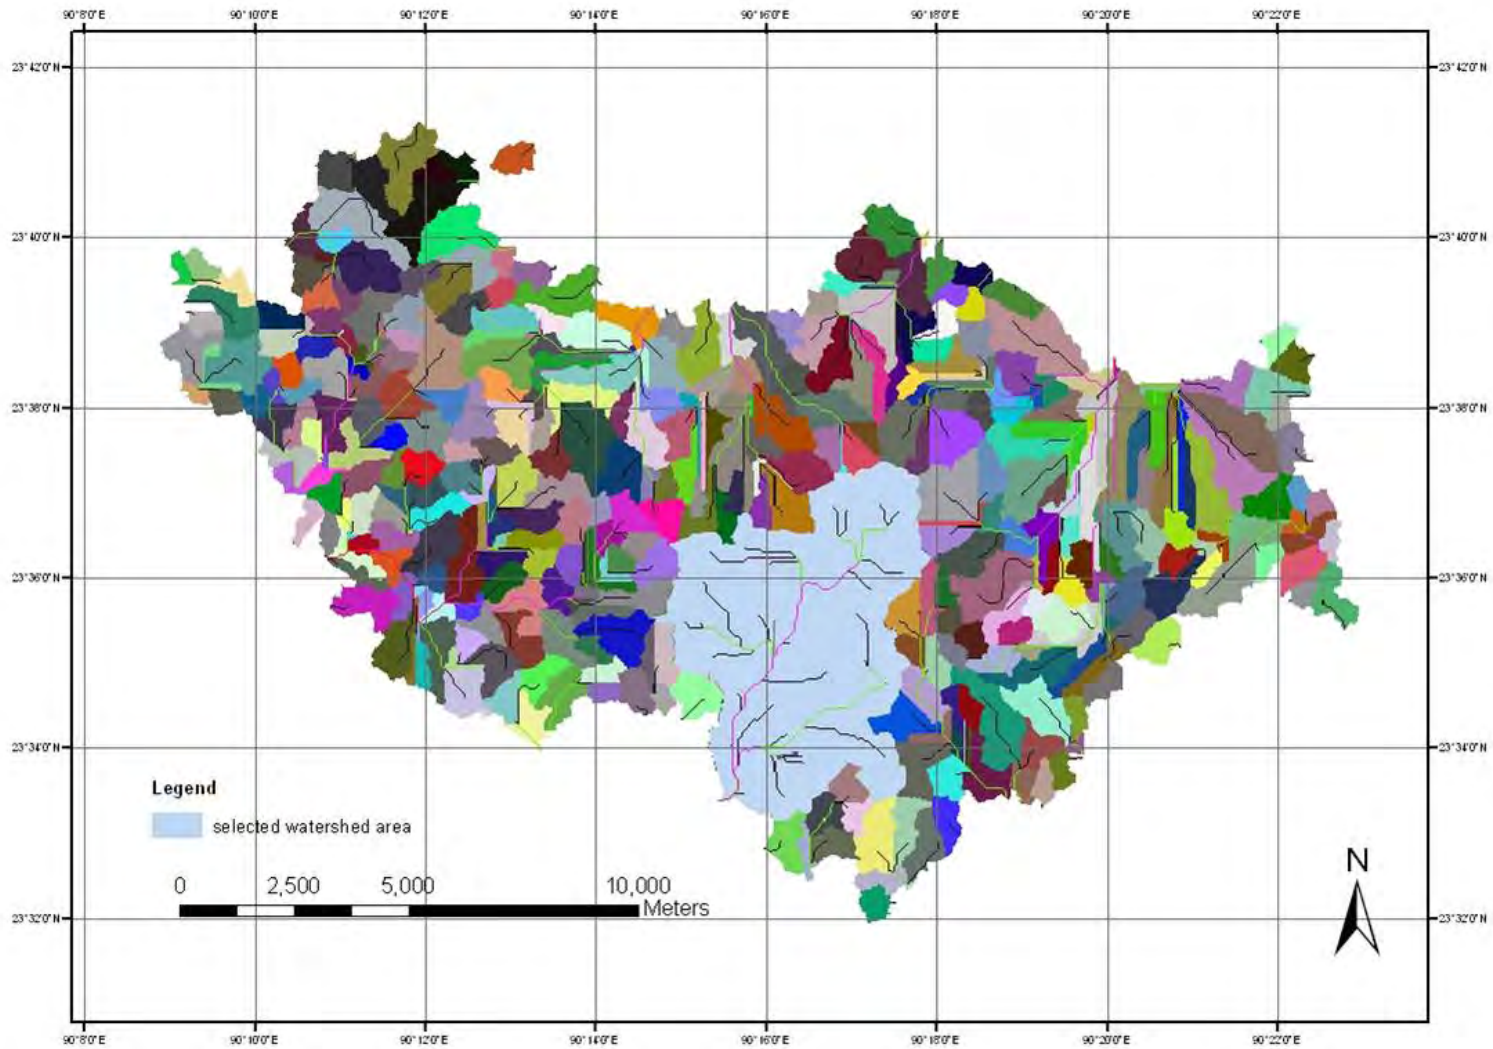 90°8'0"E 90°10'0"E 90°12'0"E 90°14'0"E 90°16'0"E 90°18'0"E 90°20'0"E 90°22'0"E
23°42'0"N 23°42'0"N
23°40'0"N 23°40'0"N
23°38'0"N 23°38'0"N
23°36'0"N 23°36'0"N
23°34'0"N 23°34'0"N
Legend
selected watershed area
0 2,500 5,000 10,000
Meters
N
23°32'0"N 23°32'0"N
90°8'0"E 90°10'0"E 90°12'0"E 90°14'0"E 90°16'0"E 90°18'0"E 90°20'0"E 90°22'0"E